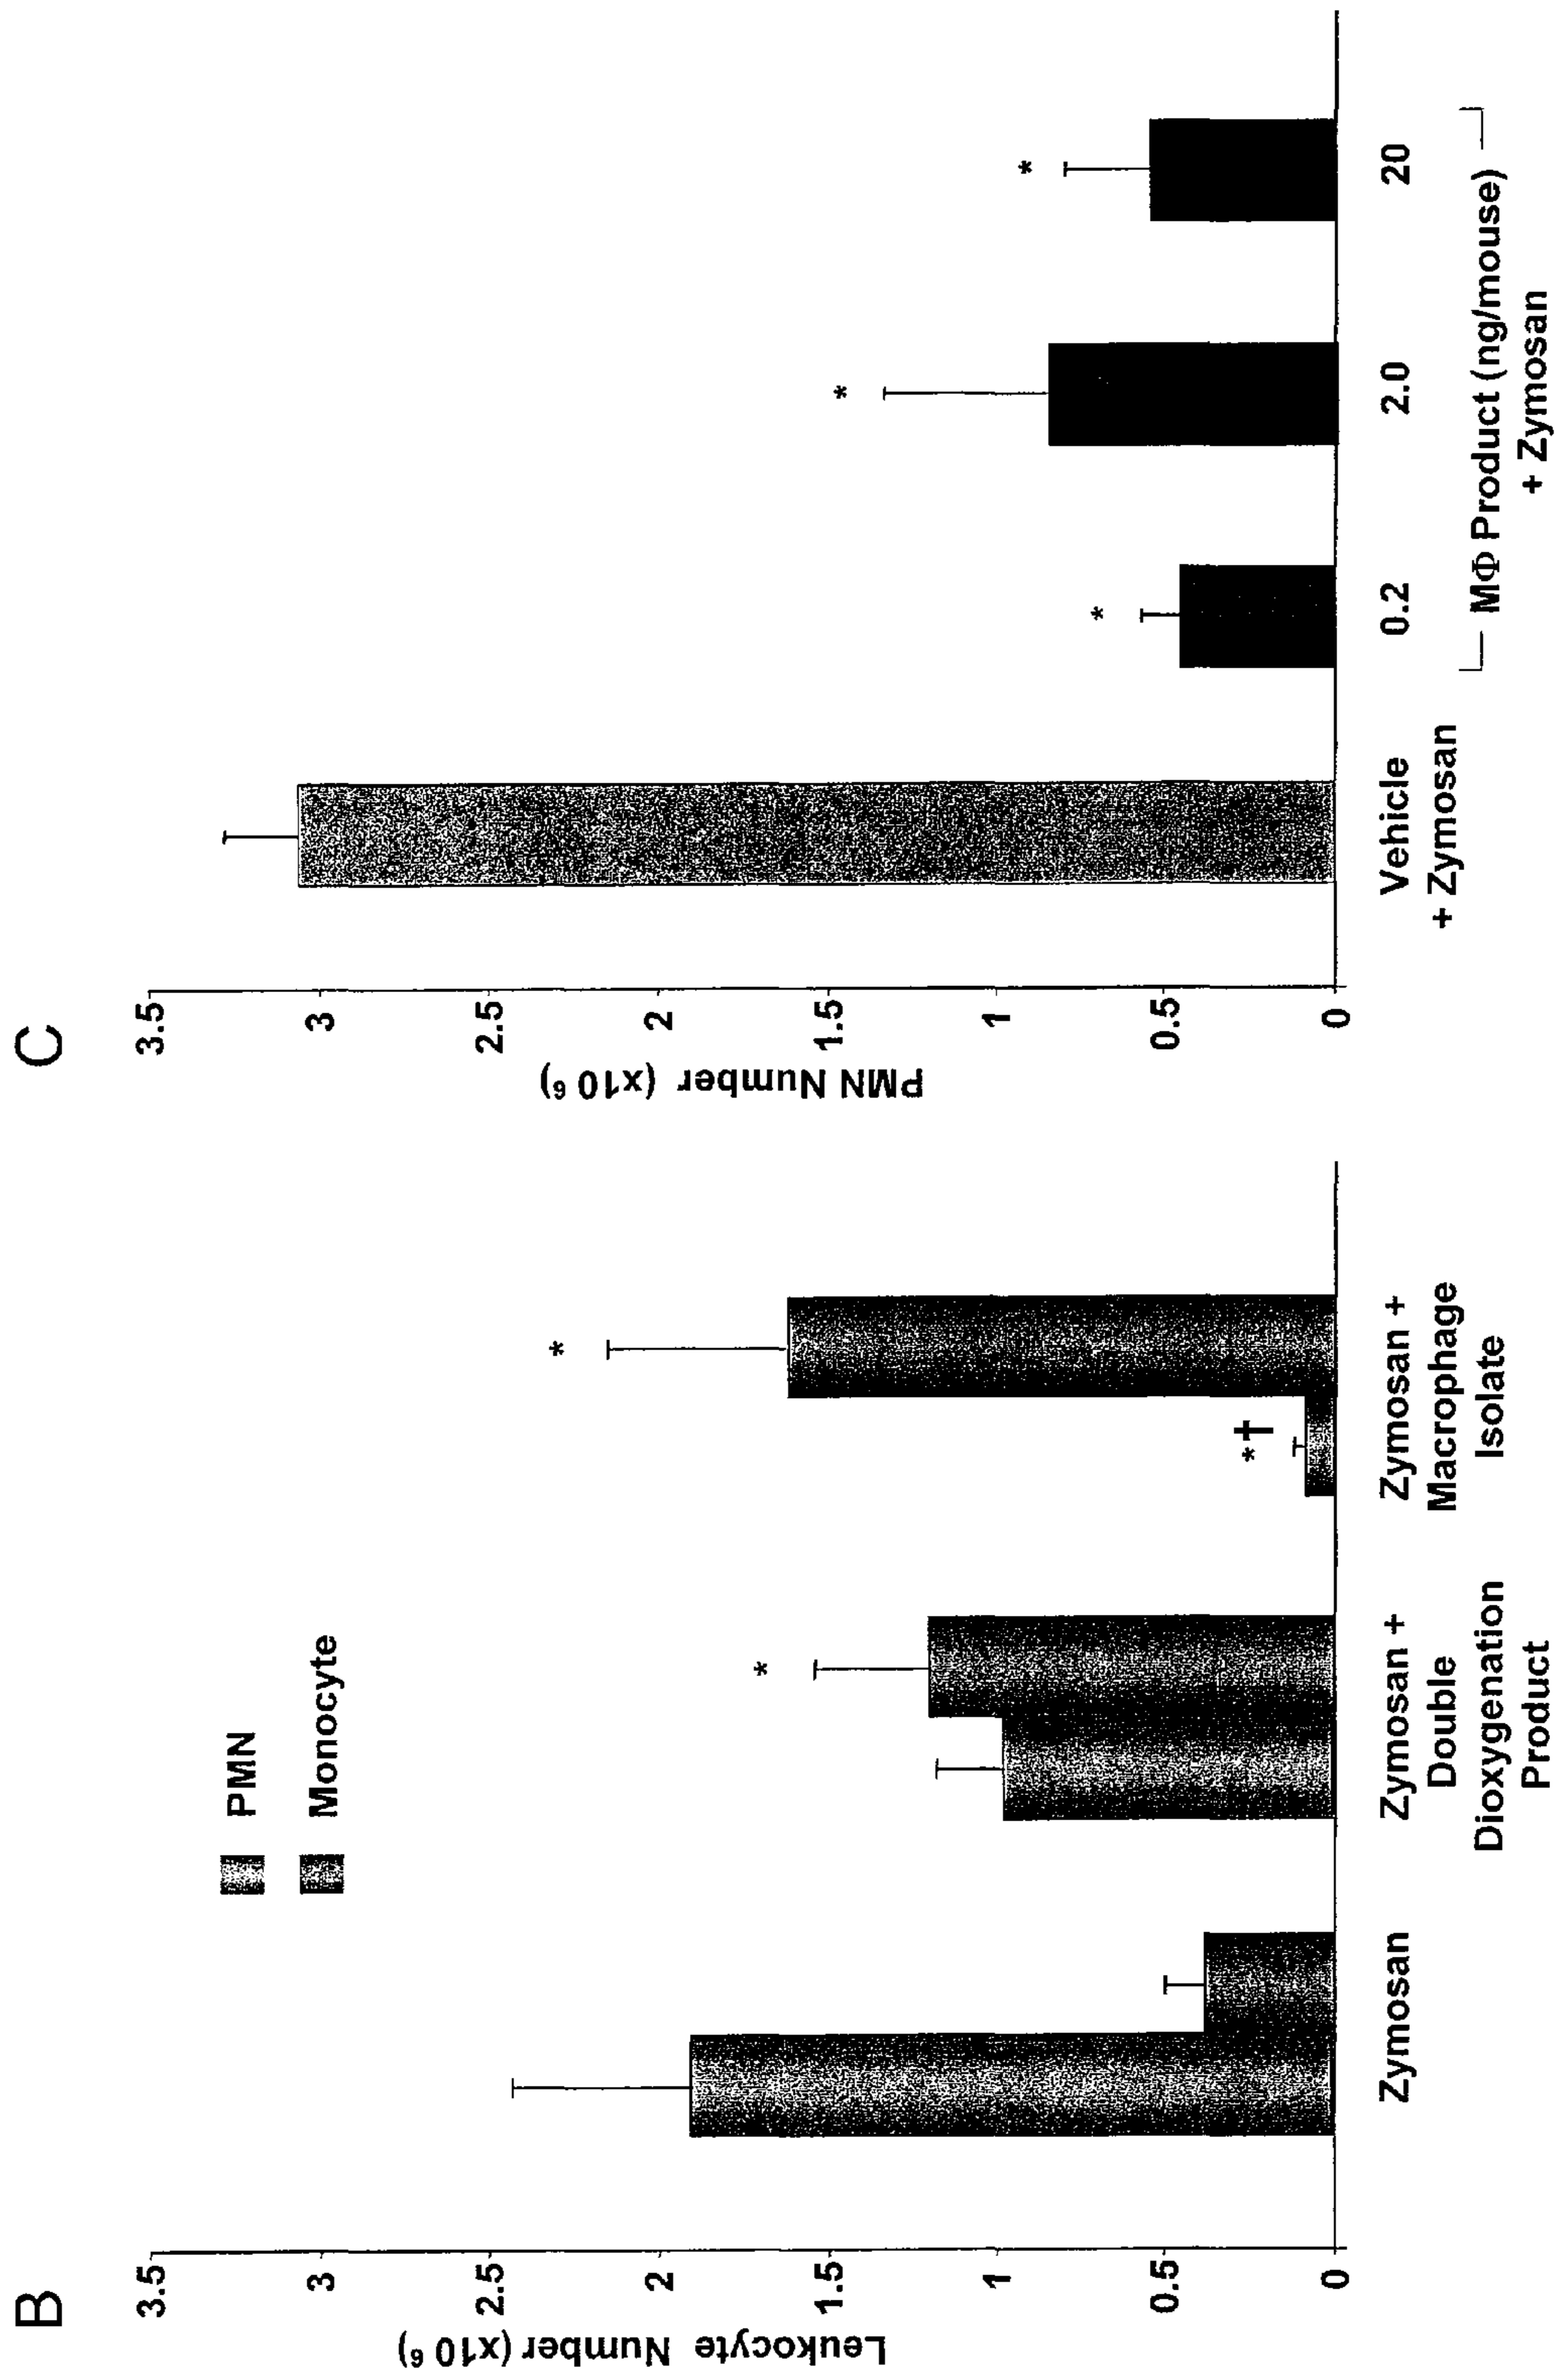 B
Leukocyte Number (x10 6)
3.5
3
2.5
2
1.5
1
0.5
0
PMN
Monocyte
*
*†
*
Zymosan
Zymosan +
Double
Dioxygenation
Product
Zymosan +
Macrophage
Isolate
C
PMN Number (x10 6)
3.5
3
2.5
2
1.5
1
0.5
0
*
*
*
Vehicle
+ Zymosan
0.2
2.0
20
MΦ Product (ng/mouse)
+ Zymosan